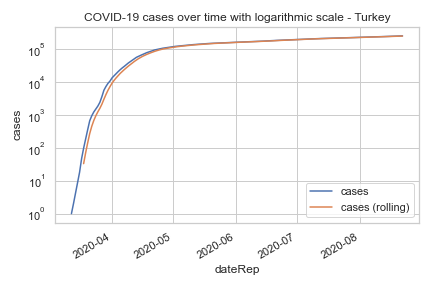 COVID-19 cases over time with logarithmic scale - Turkey
cases
10^5
10^4
10^3
10^2
10^1
10^0
cases
cases (rolling)
2020-04
2020-05
2020-06
2020-07
2020-08
dateRep